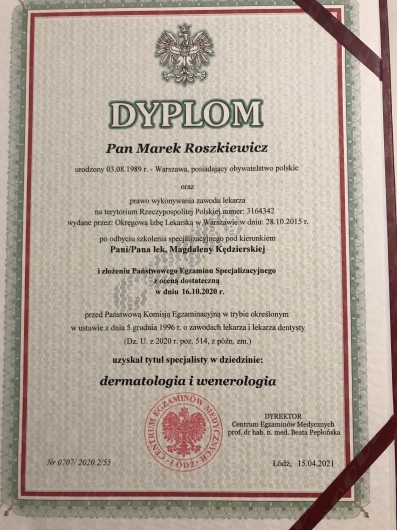 DYPLOM
Pan Marek Roszkiewicz
urodzony 03.08.1989 r. - Warszawa, posiadający obywatelstwo polskie
oraz
prawo wykonywania zawodu lekarza
na terytorium Rzeczypospolitej Polskiej numer: 3164342
wydane przez: Okręgową Izbę Lekarską w Warszawie w dniu: 28.10.2015 r.
po odbyciu szkolenia specjalizacyjnego pod kierunkiem
Pani/Pana lek. Magdaleny Kędzierskiej
i złożeniu Państwowego Egzaminu Specjalizacyjnego
z oceną dostateczną
w dniu 16.10.2020 r.
przed Państwową Komisją Egzaminacyjną w trybie określonym
w ustawie z dnia 5 grudnia 1996 r. o zawodach lekarza i lekarza dentysty
(Dz. U. z 2020 r. poz. 514, z późn. zm.)
uzyskał tytuł specjalisty w dziedzinie:
dermatologia i wenerologia
CENTRUM EGZAMINÓW MEDYCZNYCH
ŁÓDŹ
DYREKTOR
Centrum Egzaminów Medycznych
prof. dr hab. n. med. Beata Pepłońska
Nr 0707/ 2020.2/55
Łódź, 15.04.2021